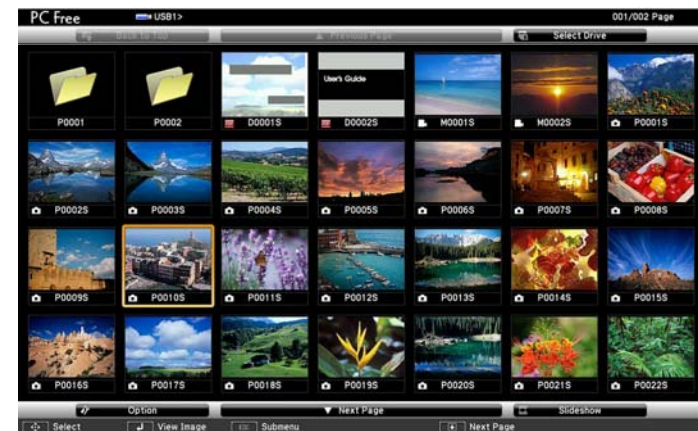 PC Free USB1> 001/002 Page
Back to Top Previous Page Select Drive
User's Guide
P0001 P0002 D0001S D0002S M0001S M0002S P0001S
P0002S P0003S P0004S P0005S P0006S P0007S P0008S
P0009S P0010S P0011S P0012S P0013S P0014S P0015S
P0016S P0017S P0018S P0019S P0020S P0021S P0022S
Option Next Page Slideshow
Select View Image Submenu Next Page